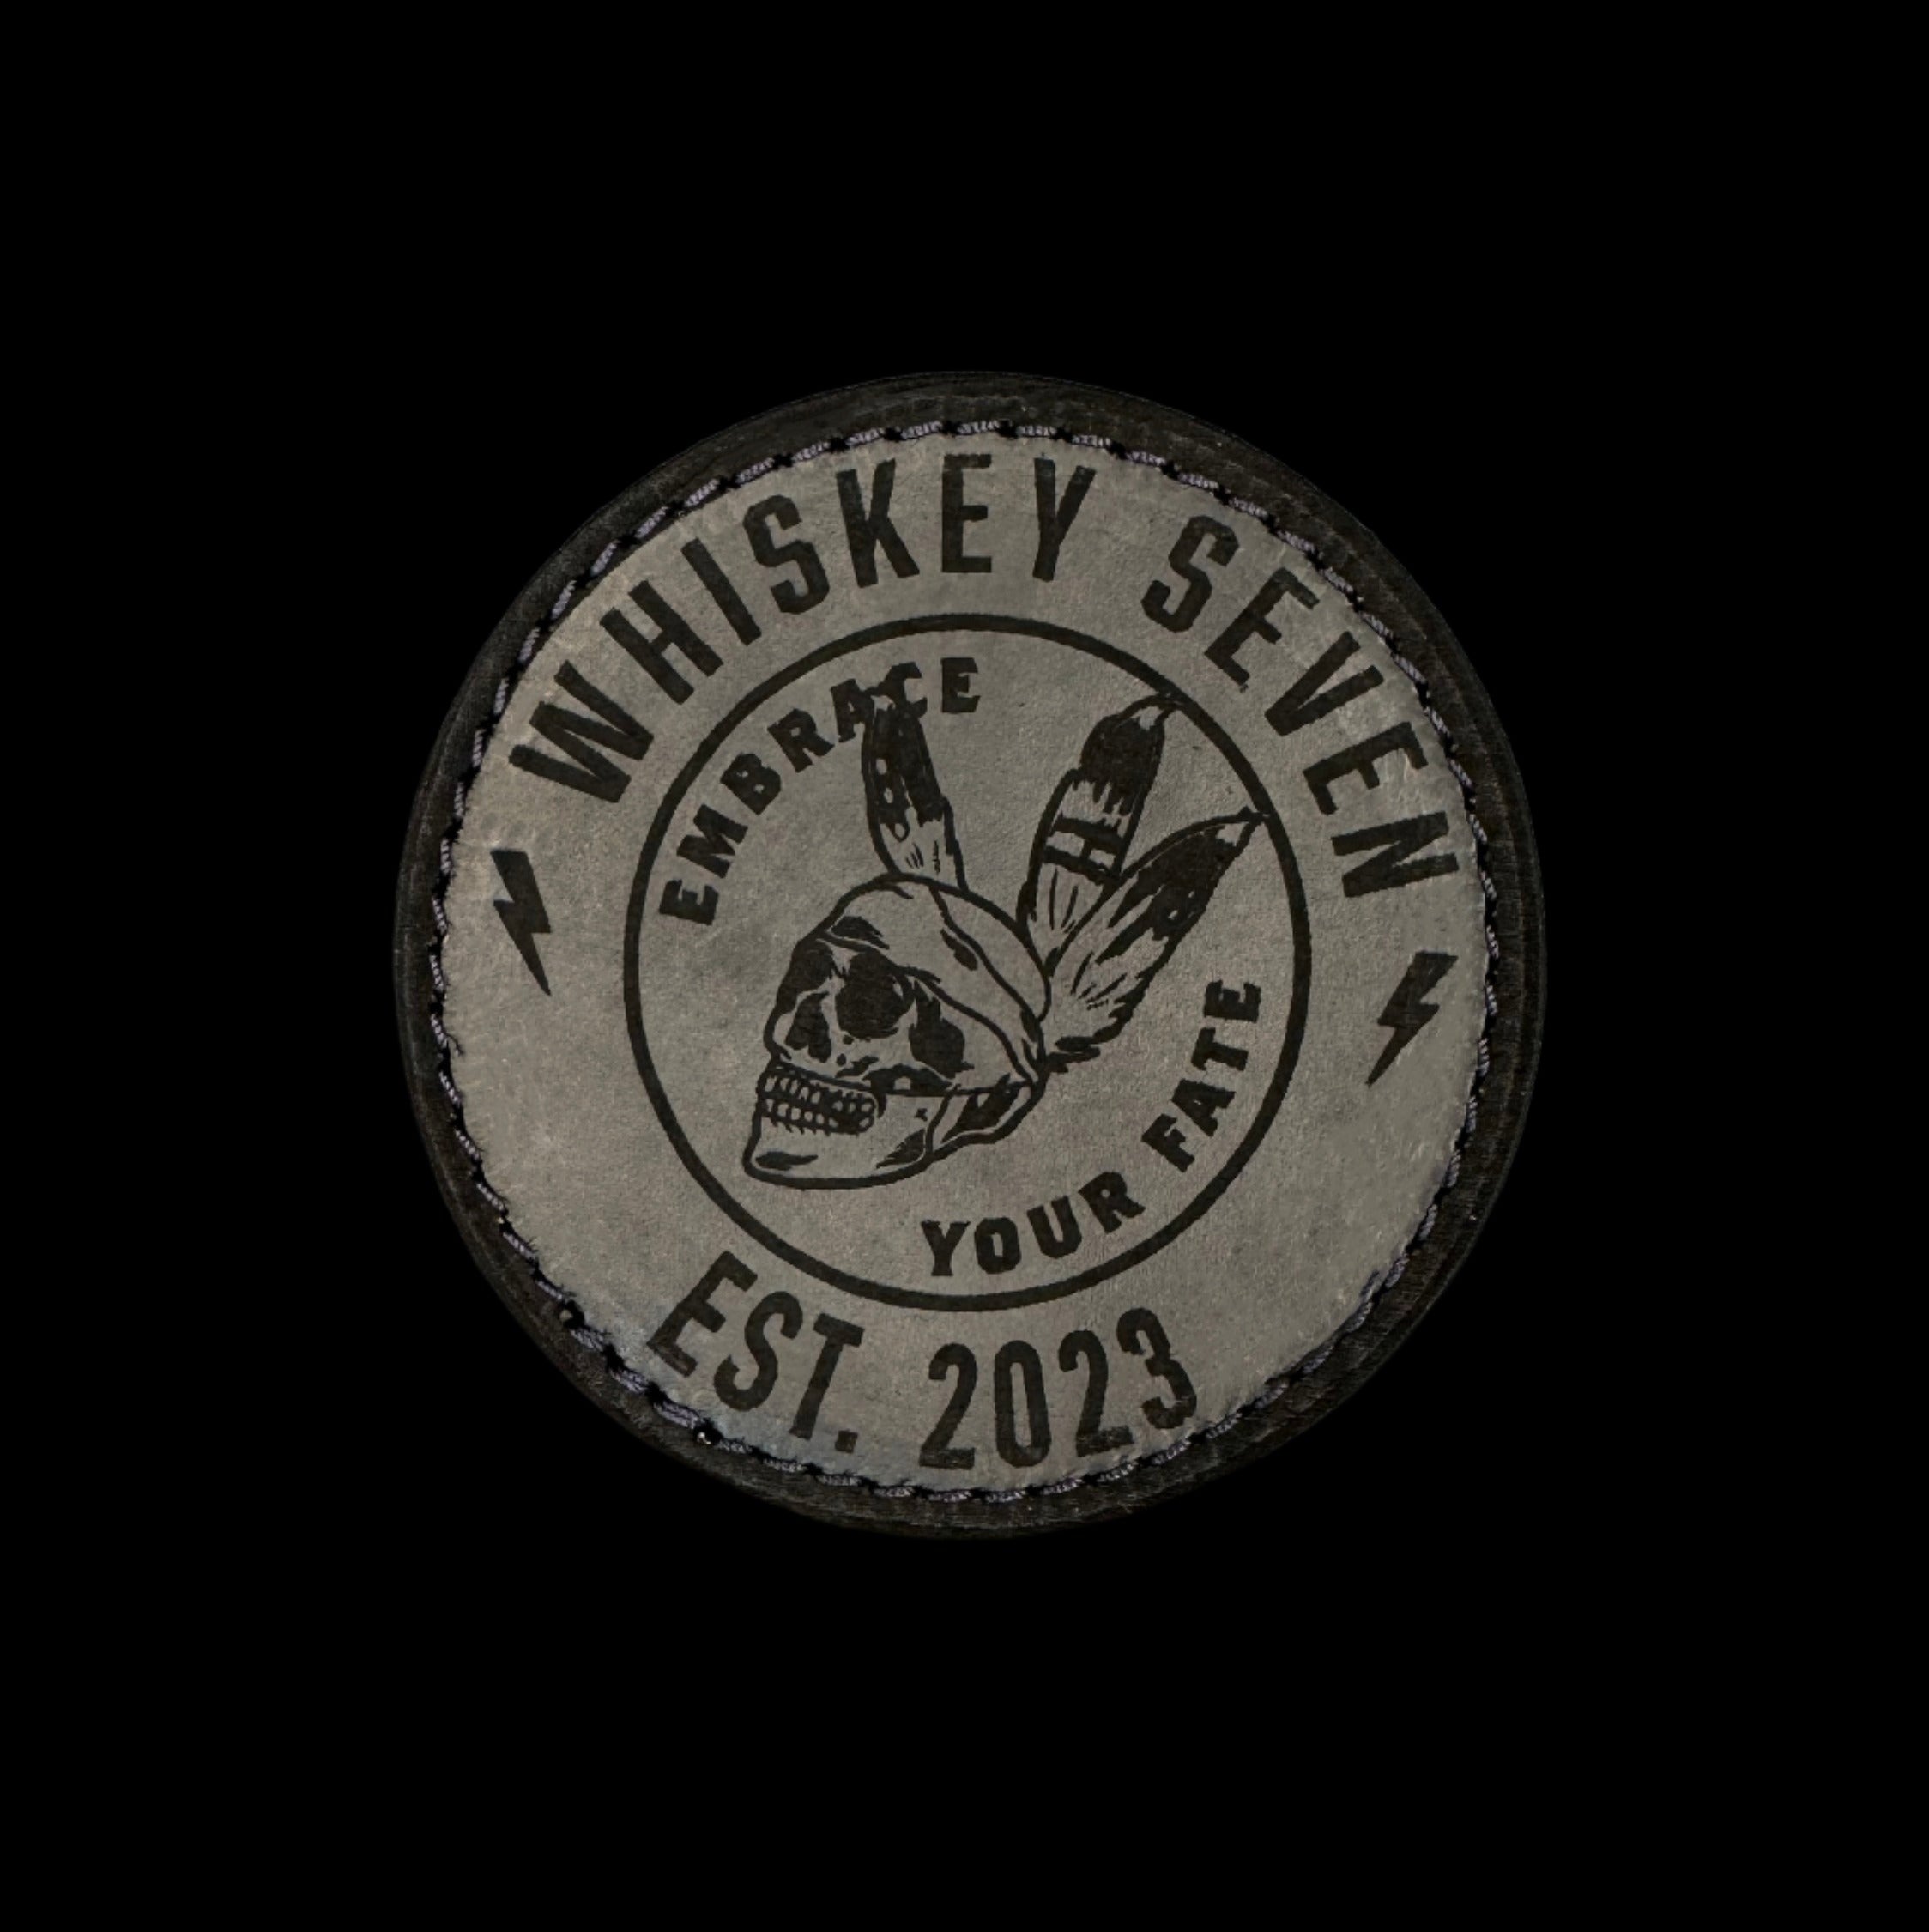 WHISKEY SEVEN
EMBRACE
YOUR FATE
EST. 2023